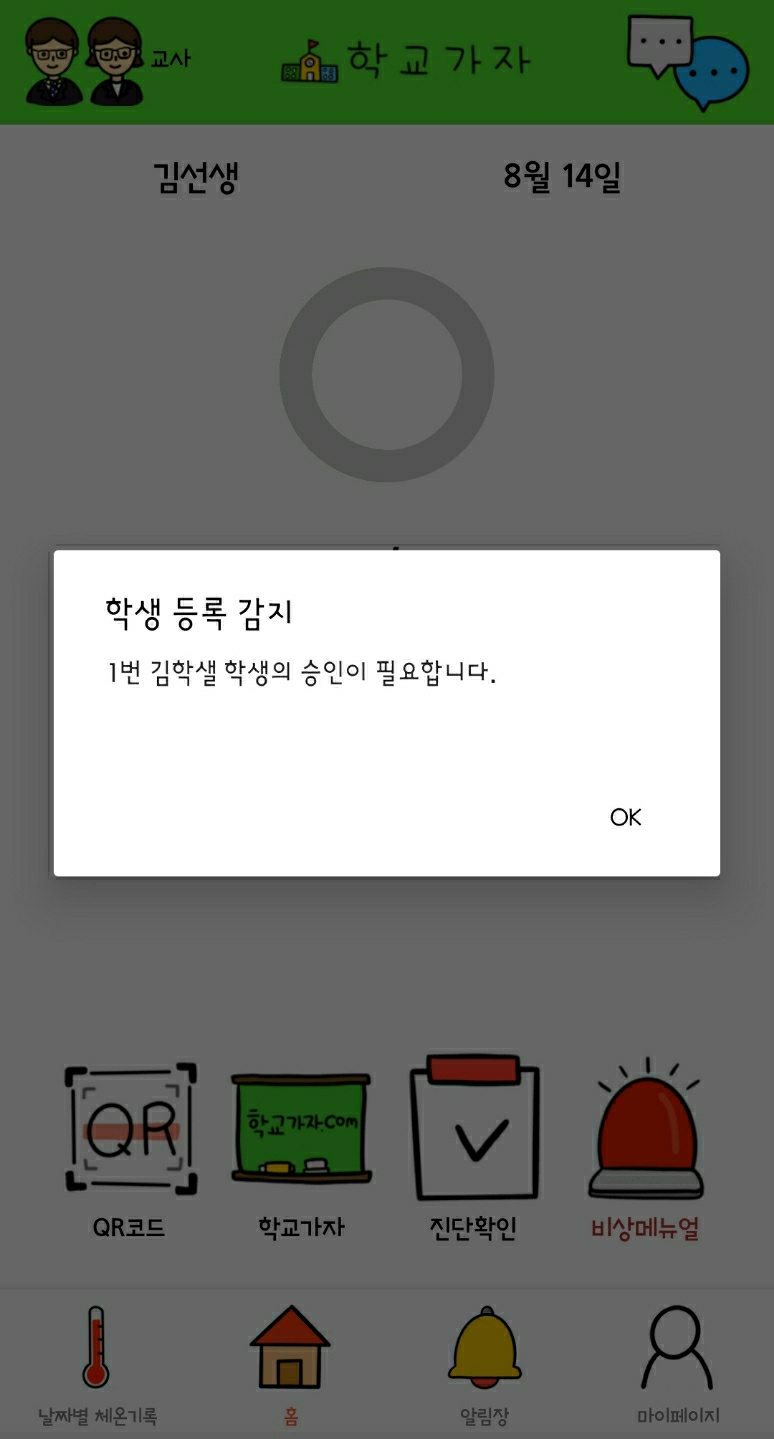 교사
학교가자
김선생
8월 14일
학생 등록 감지
1번 김학샐 학생의 승인이 필요합니다.
OK
QR
학교가자.com
QR코드
학교가자
진단확인
비상메뉴얼
날짜별 체온기록
홈
알림장
마이페이지